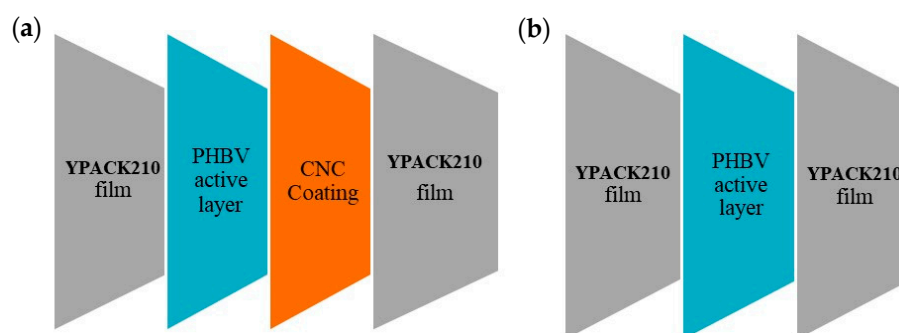 (a)
YPACK210
film
PHBV
active
layer
CNC
Coating
YPACK210
film
(b)
YPACK210
film
PHBV
active
layer
YPACK210
film